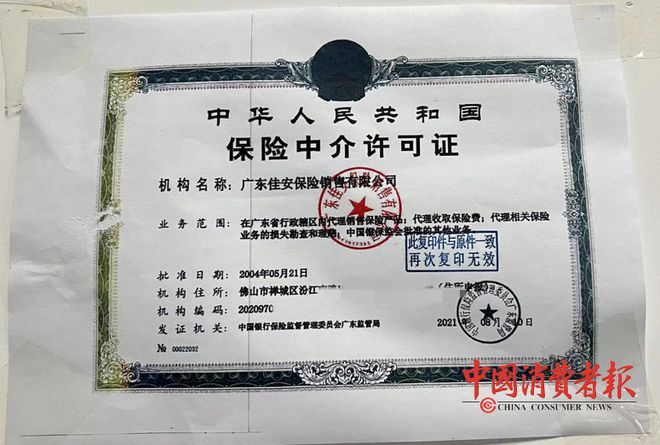 中华人民共和国
保险中介许可证
机构名称：广东佳安保险销售有限公司
业务范围：在广东省行政辖区内代理销售保险产品；代理收取保险费；代理相关保险
业务的损失勘查和理赔；中国银保监会批准的其他业务。
此复印件与原件一致
再次复印无效
批准日期：2004年05月21日
机构住所：佛山市禅城区汾江
机构编码：2020970
发证机关：中国银行保险监督管理委员会广东监管局
2021 08月 0日
№ 00022032
中国消费者报
CHINA CONSUMER NEWS